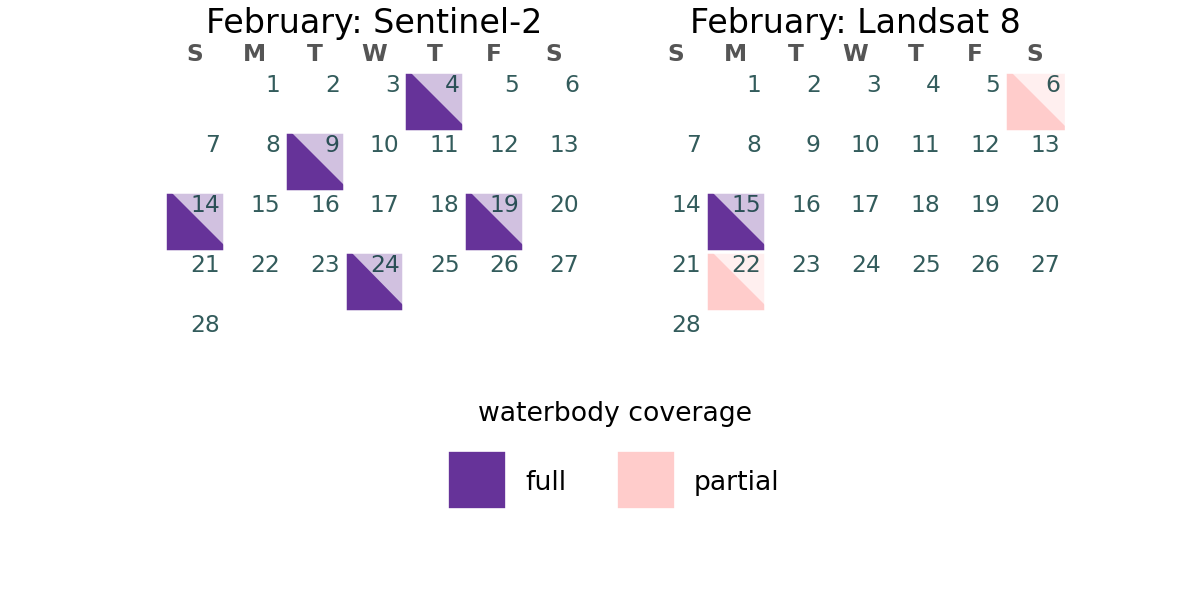 February: Sentinel-2
S M T W T F S
1 2 3 4 5 6
7 8 9 10 11 12 13
14 15 16 17 18 19 20
21 22 23 24 25 26 27
28
February: Landsat 8
S M T W T F S
1 2 3 4 5 6
7 8 9 10 11 12 13
14 15 16 17 18 19 20
21 22 23 24 25 26 27
28
waterbody coverage
full partial